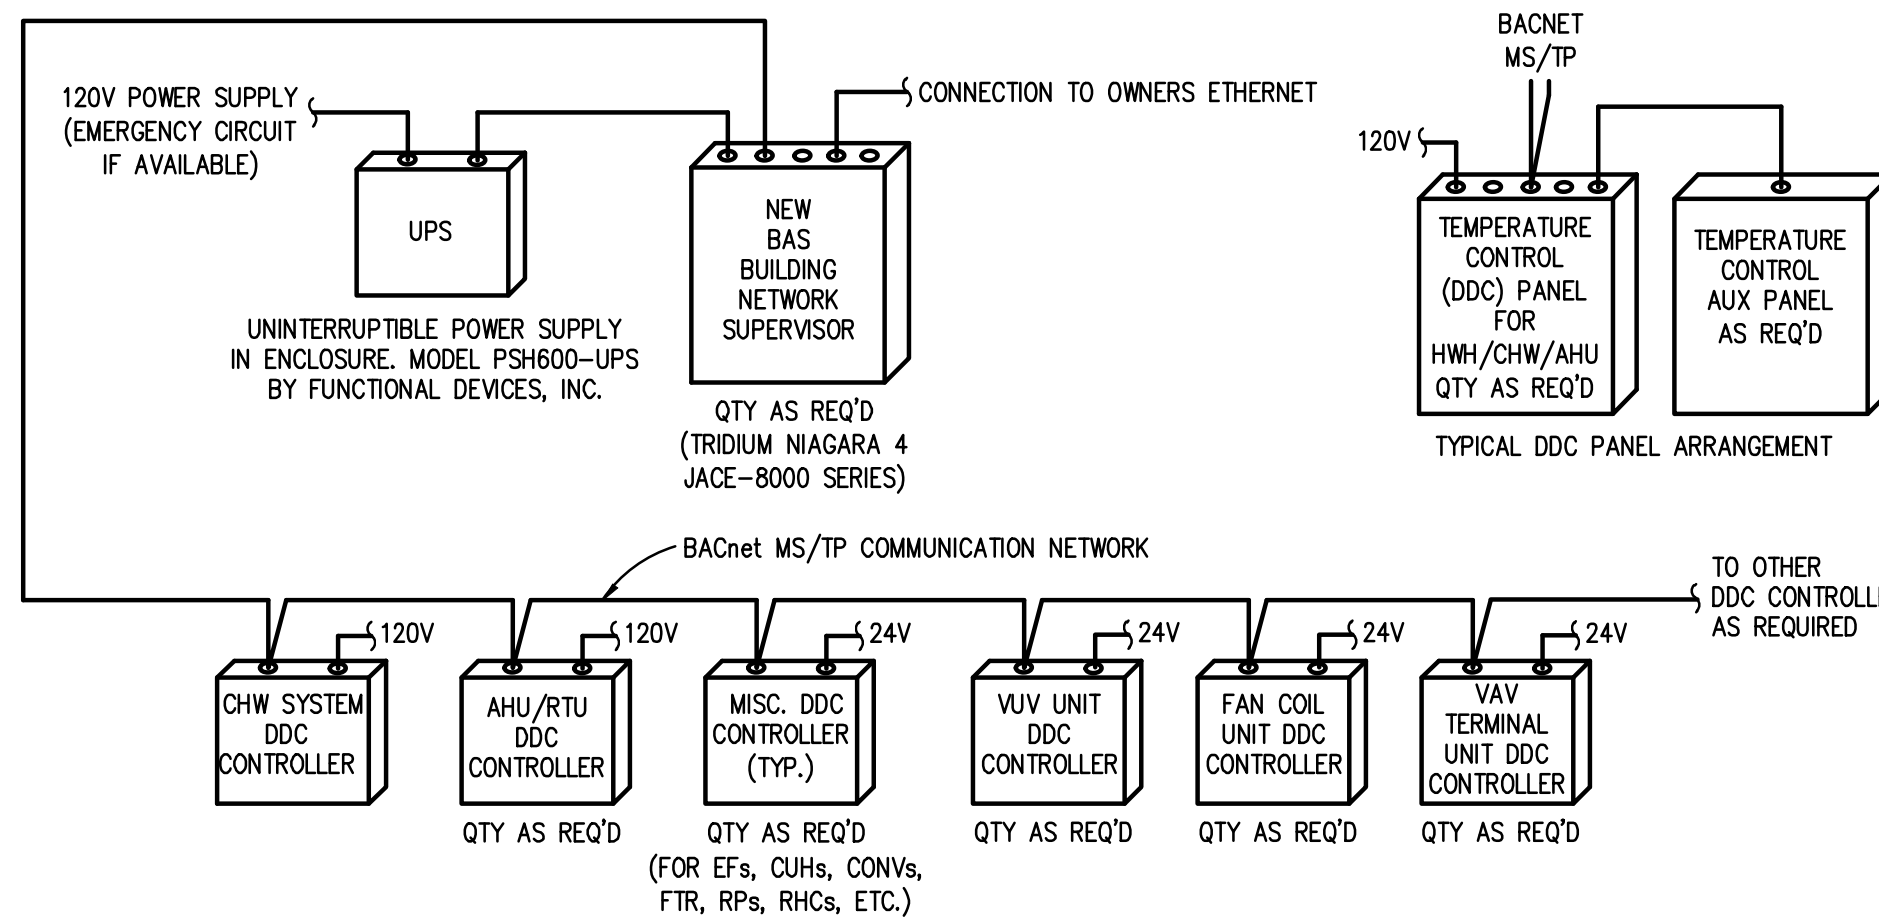 120V POWER SUPPLY
(EMERGENCY CIRCUIT
IF AVAILABLE)
UPS
UNINTERRUPTIBLE POWER SUPPLY
IN ENCLOSURE. MODEL PSH600-UPS
BY FUNCTIONAL DEVICES, INC.
CONNECTION TO OWNERS ETHERNET
NEW
BAS
BUILDING
NETWORK
SUPERVISOR
QTY AS REQ'D
(TRIDIUM NIAGARA 4
JACE-8000 SERIES)
BACNET
MS/TP
120V
TEMPERATURE
CONTROL
(DDC) PANEL
FOR
HWH/CHW/AHU
QTY AS REQ'D
TEMPERATURE
CONTROL
AUX PANEL
AS REQ'D
TYPICAL DDC PANEL ARRANGEMENT
BACnet MS/TP COMMUNICATION NETWORK
TO OTHER
DDC CONTROLL
AS REQUIRED
120V
CHW SYSTEM
DDC
CONTROLLER
120V
AHU/RTU
DDC
CONTROLLER
QTY AS REQ'D
24V
MISC. DDC
CONTROLLER
(TYP.)
QTY AS REQ'D
(FOR EFs, CUHs, CONVs,
FTR, RPs, RHCs, ETC.)
24V
VUV UNIT
DDC
CONTROLLER
QTY AS REQ'D
24V
FAN COIL
UNIT DDC
CONTROLLER
QTY AS REQ'D
24V
VAV
TERMINAL
UNIT DDC
CONTROLLER
QTY AS REQ'D